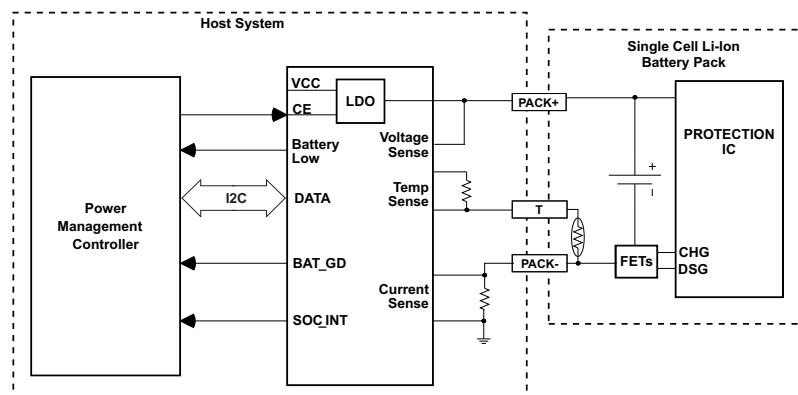 Host System
Single Cell Li-Ion
Battery Pack
VCC
LDO
CE
PACK+
PROTECTION
IC
Battery
Low
Voltage
Sense
+
I2C
DATA
Temp
Sense
T
Power
Management
Controller
BAT_GD
PACK-
FETs
CHG
DSG
Current
Sense
SOC_INT